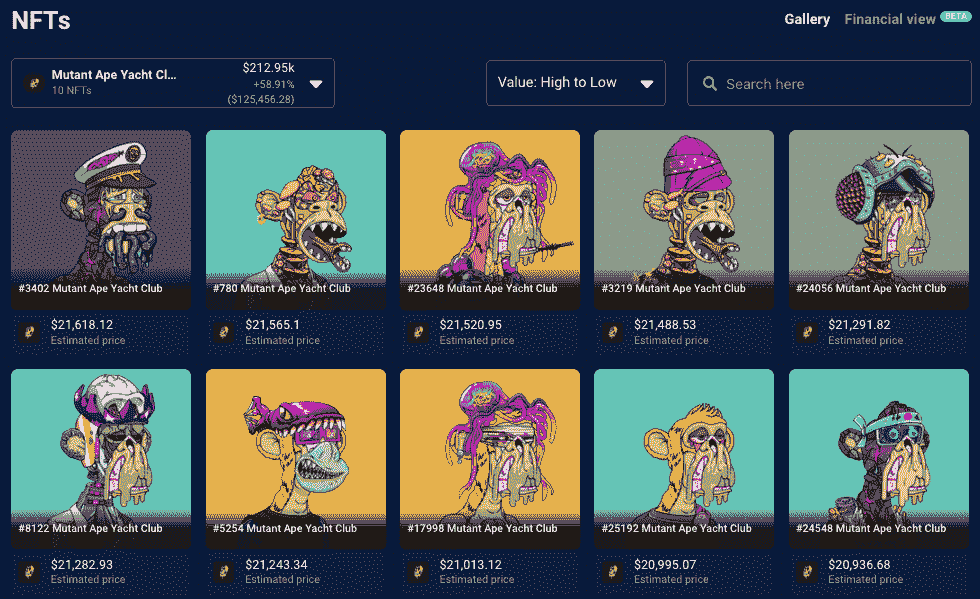 NFTs
Gallery
Financial view BETA
Mutant Ape Yacht Cl...
10 NFTs
$212.95k
+58.91%
($125,456.28)
Value: High to Low
Search here
#3402 Mutant Ape Yacht Club
#780 Mutant Ape Yacht Club
#23648 Mutant Ape Yacht Club
#3219 Mutant Ape Yacht Club
#24056 Mutant Ape Yacht Club
$21,618.12
Estimated price
$21,565.1
Estimated price
$21,520.95
Estimated price
$21,488.53
Estimated price
$21,291.82
Estimated price
#8122 Mutant Ape Yacht Club
#5254 Mutant Ape Yacht Club
#17998 Mutant Ape Yacht Club
#25192 Mutant Ape Yacht Club
#24548 Mutant Ape Yacht Club
$21,282.93
Estimated price
$21,243.34
Estimated price
$21,013.12
Estimated price
$20,995.07
Estimated price
$20,936.68
Estimated price